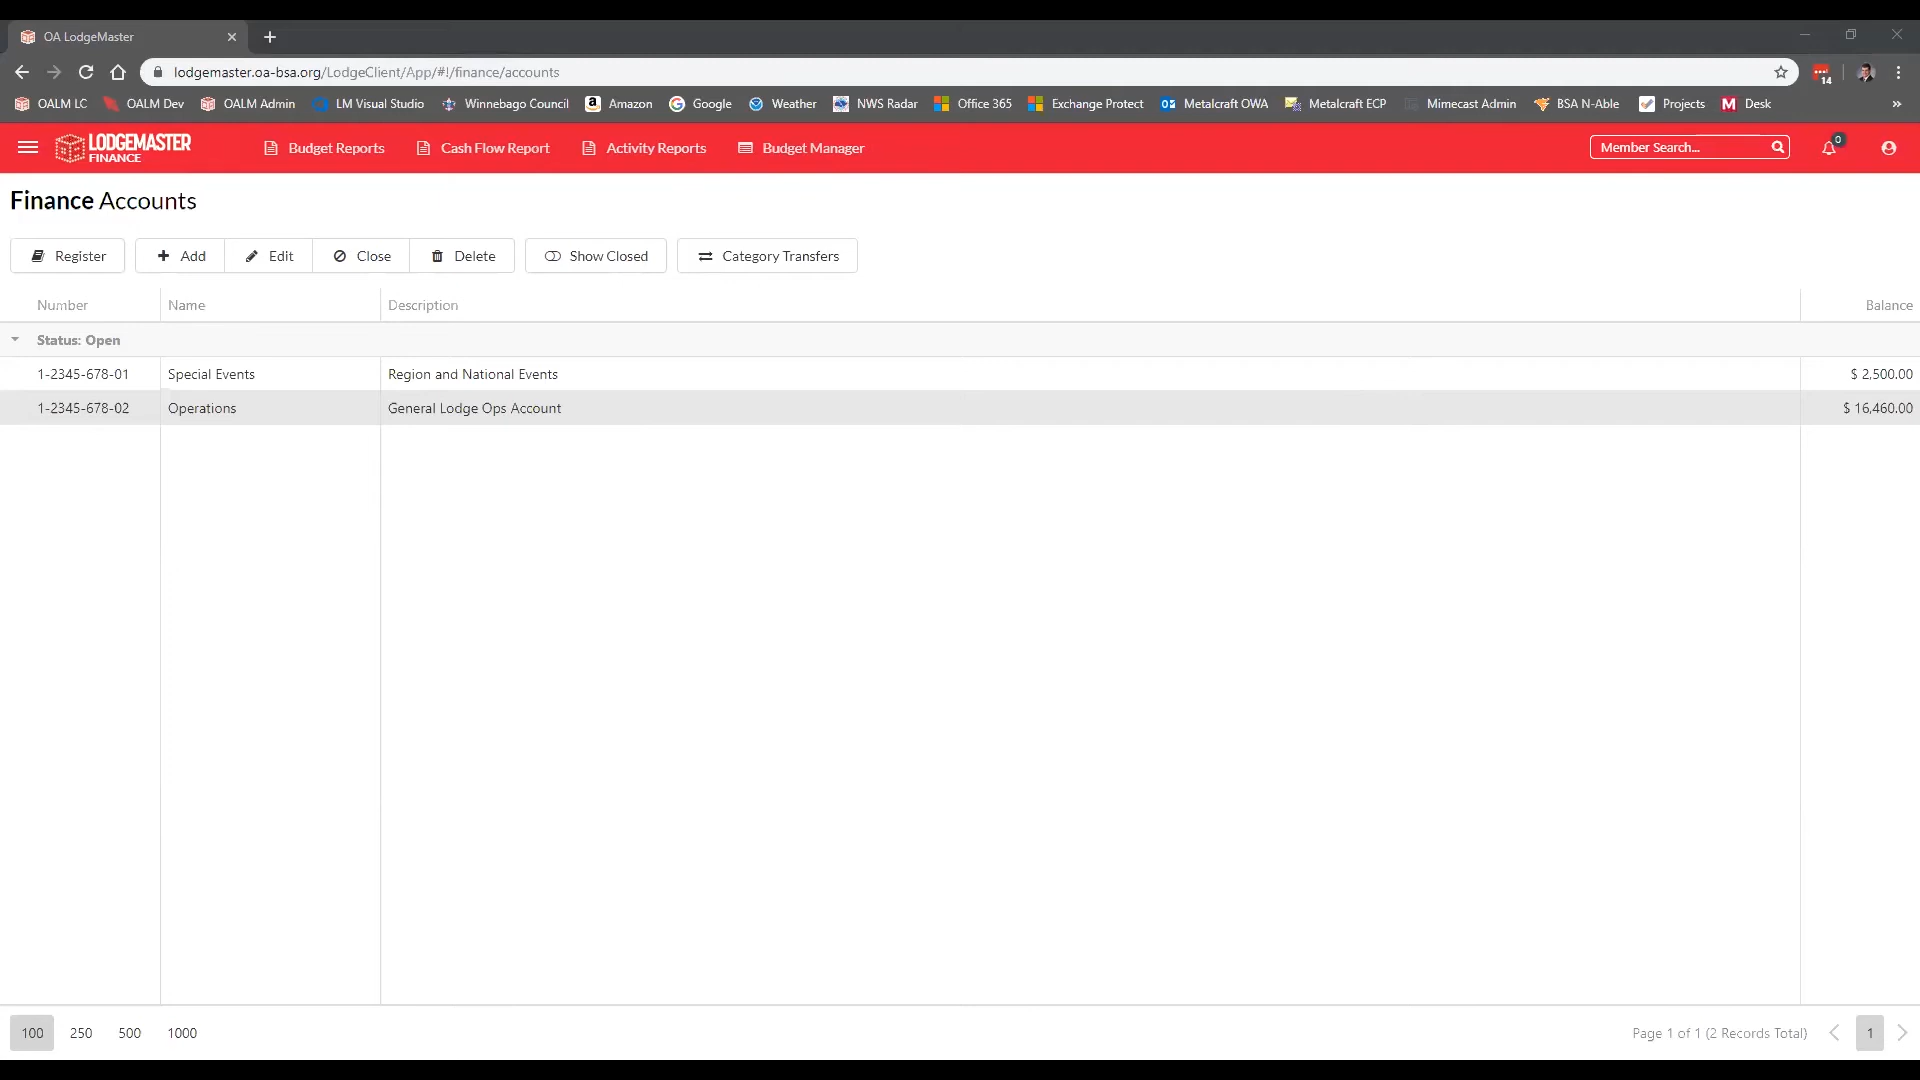 OA LodgeMaster
lodgemaster.oa-bsa.org/LodgeClient/App/#!/finance/accounts
14
OALM LC OALM Dev OALM Admin LM Visual Studio Winnebago Council Amazon Google Weather NWS Radar Office 365 Exchange Protect Metalcraft OWA Metalcraft ECP Mimecast Admin BSA N-Able Projects Desk
LODGEMASTER
FINANCE
Budget Reports Cash Flow Report Activity Reports Budget Manager Member Search... 0
Finance Accounts
Register Add Edit Close Delete Show Closed Category Transfers
Number Name Description Balance
Status: Open
1-2345-678-01 Special Events Region and National Events $ 2,500.00
1-2345-678-02 Operations General Lodge Ops Account $ 16,460.00
100 250 500 1000 Page 1 of 1 (2 Records Total) 1